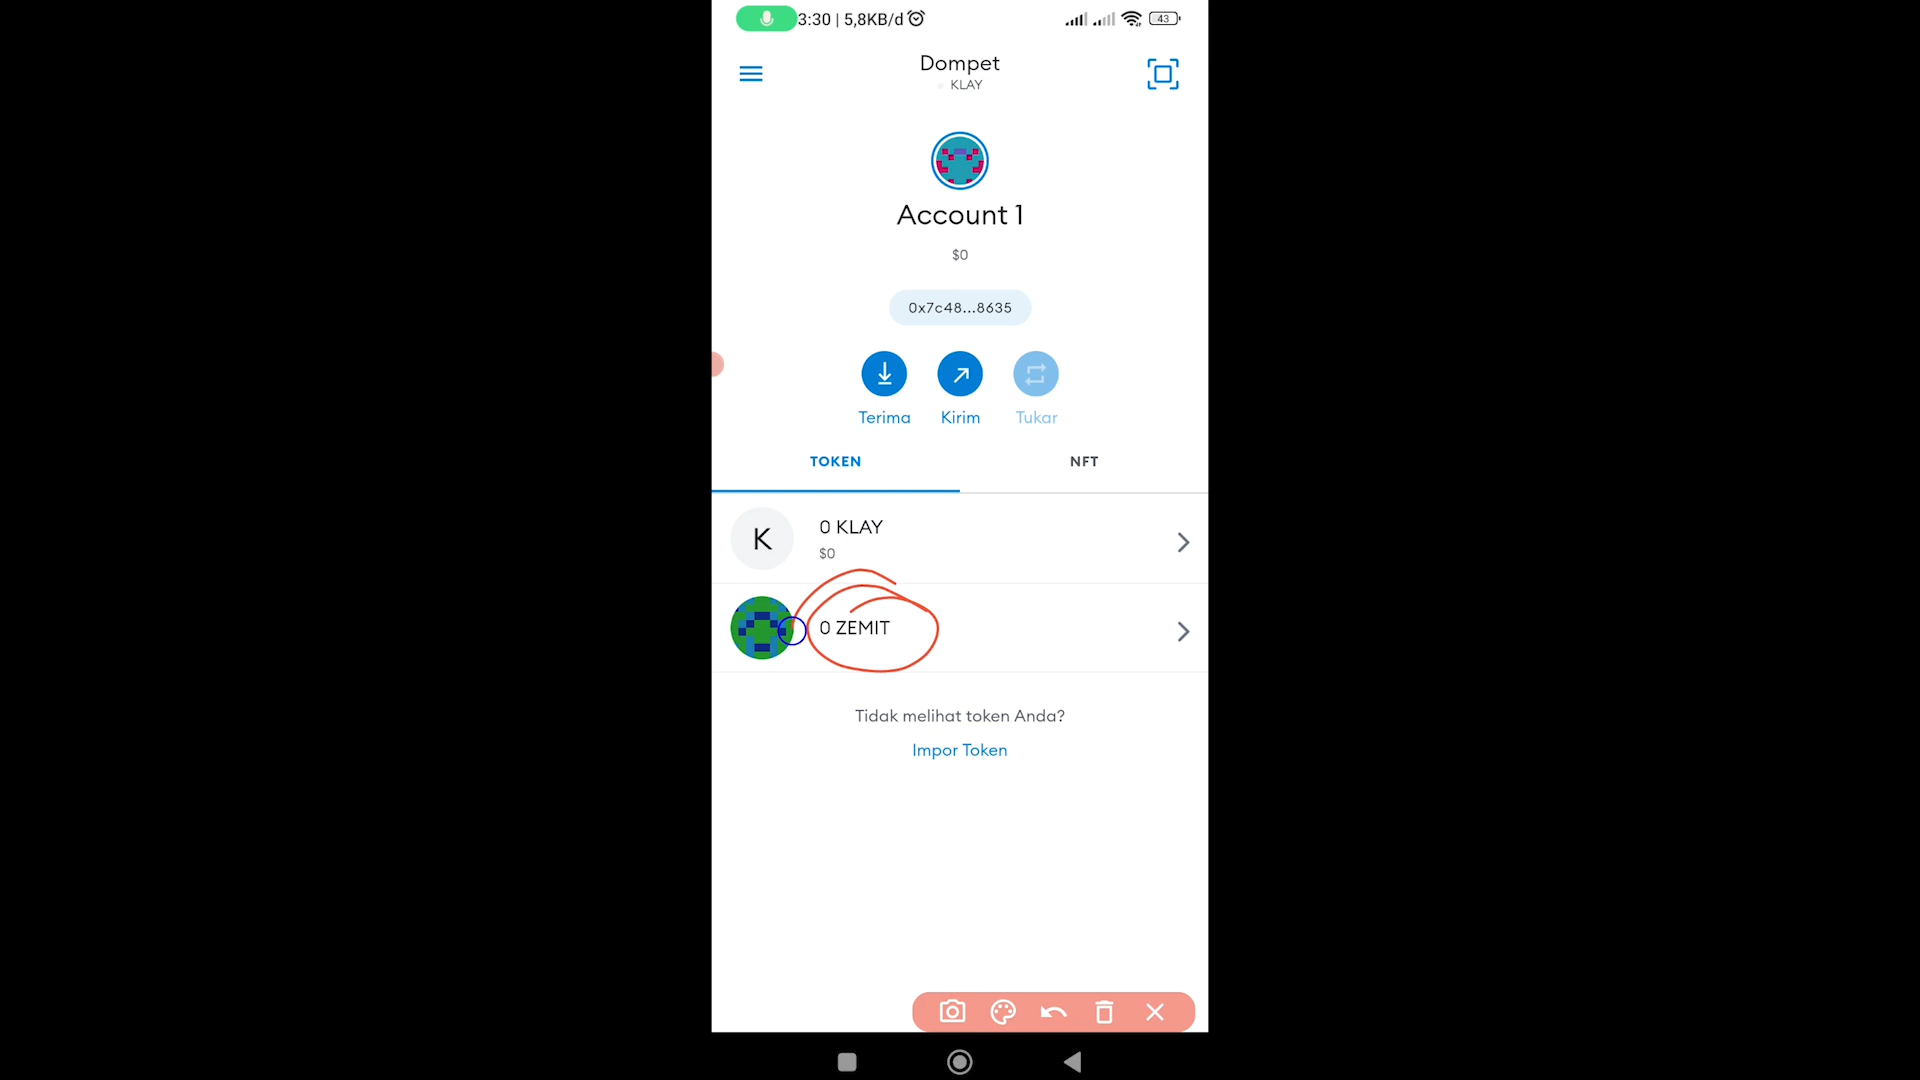 3:30 | 5,8KB/d
43
Dompet
KLAY
Account 1
$0
0x7c48...8635
Terima Kirim Tukar
TOKEN NFT
K
0 KLAY
$0
0 ZEMIT
Tidak melihat token Anda?
Impor Token